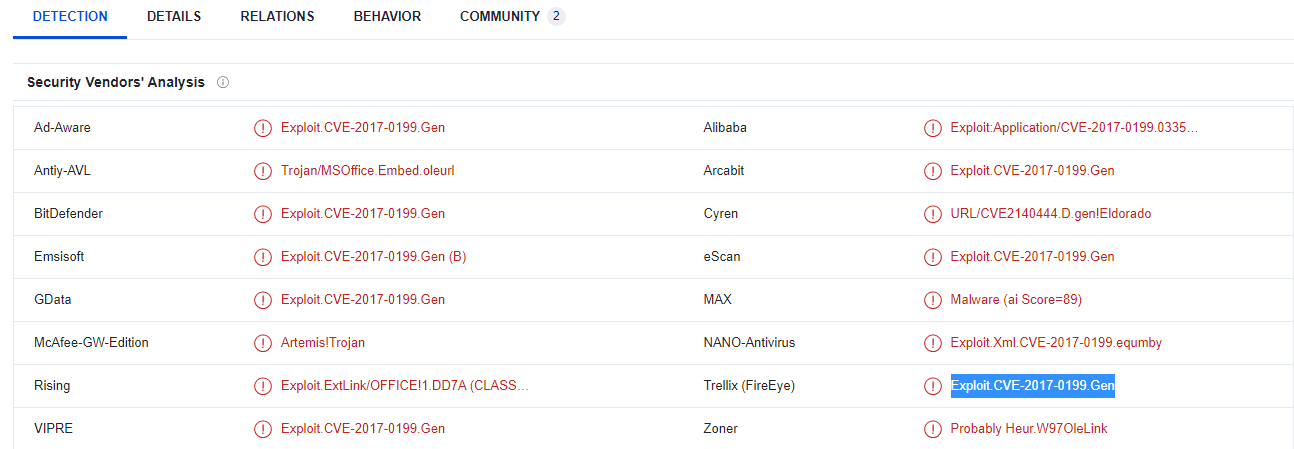 DETECTION DETAILS RELATIONS BEHAVIOR COMMUNITY 2
Security Vendors' Analysis
Ad-Aware Exploit.CVE-2017-0199.Gen Alibaba Exploit:Application/CVE-2017-0199.0335...
Antiy-AVL Trojan/MSOffice.Embed.oleurl Arcabit Exploit.CVE-2017-0199.Gen
BitDefender Exploit.CVE-2017-0199.Gen Cyren URL/CVE2140444.D.gen!Eldorado
Emsisoft Exploit.CVE-2017-0199.Gen (B) eScan Exploit.CVE-2017-0199.Gen
GData Exploit.CVE-2017-0199.Gen MAX Malware (ai Score=89)
McAfee-GW-Edition Artemis!Trojan NANO-Antivirus Exploit.Xml.CVE-2017-0199.equmby
Rising Exploit.ExtLink/OFFICE!1.DD7A (CLASS... Trellix (FireEye) Exploit.CVE-2017-0199.Gen
VIPRE Exploit.CVE-2017-0199.Gen Zoner Probably Heur.W97OleLink